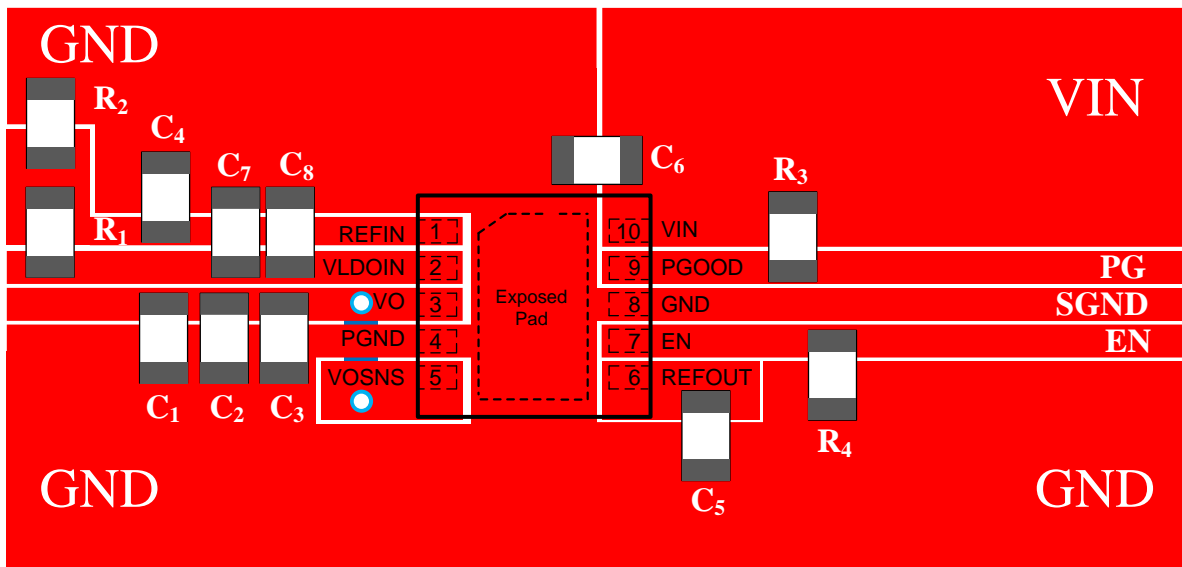 GND
VIN
R2
C4
C7
C8
C6
R3
R1
REFIN
1
10
VIN
VLDOIN
2
9
PGOOD
PG
Exposed
Pad
VO
3
8
GND
SGND
PGND
4
7
EN
EN
VOSNS
5
6
REFOUT
C1
C2
C3
R4
C5
GND
GND